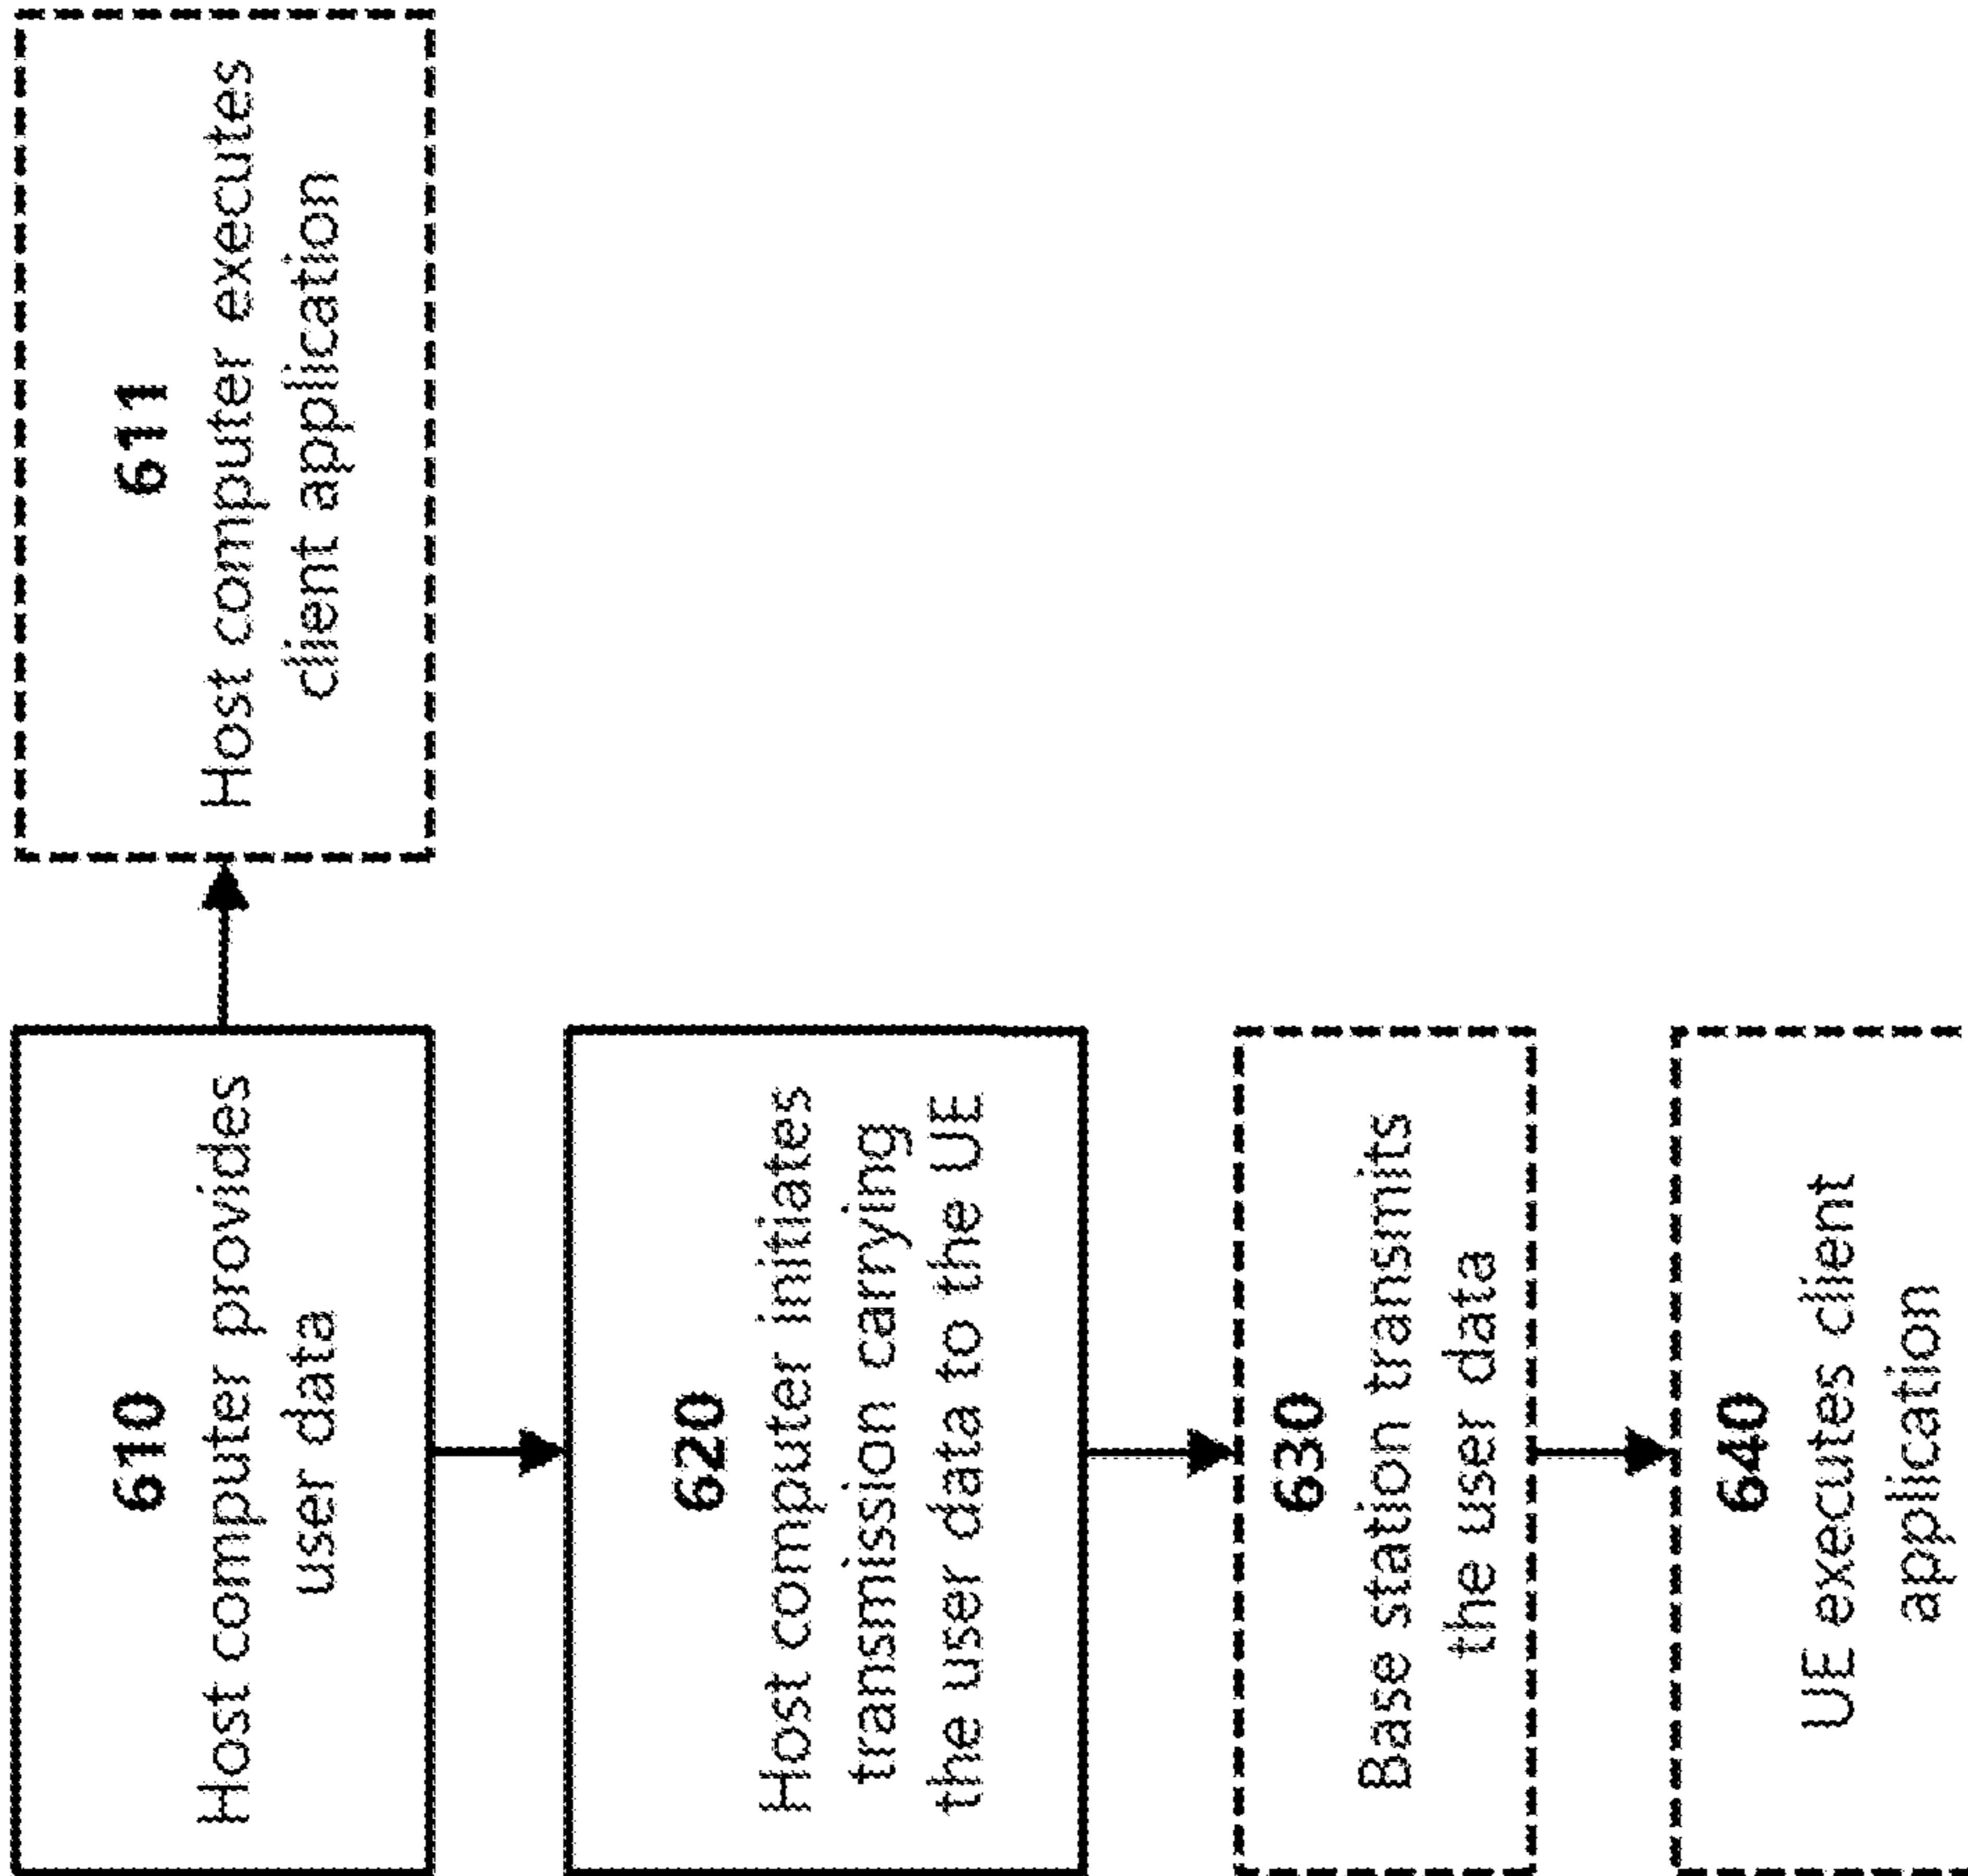 610
Host computer provides
user data
611
Host computer executes
client application
620
Host computer initiates
transmission carrying
the user data to the UE
630
Base station transmits
the user data
640
UE executes client
application